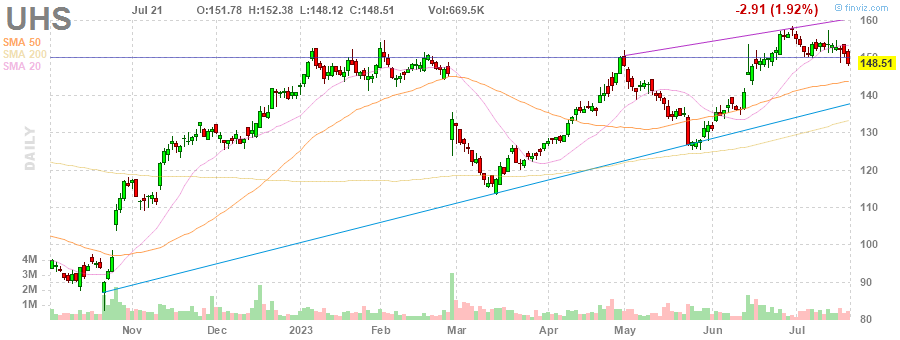 UHS
Jul 21 O:151.78 H:152.38 L:148.12 C:148.51 Vol:669.5K
-2.91 (1.92%)
© finviz.com
SMA 50
SMA 200
SMA 20
DAILY
160
150
148.51
140
130
120
110
100
90
80
4M
3M
2M
1M
Nov Dec 2023 Feb Mar Apr May Jun Jul